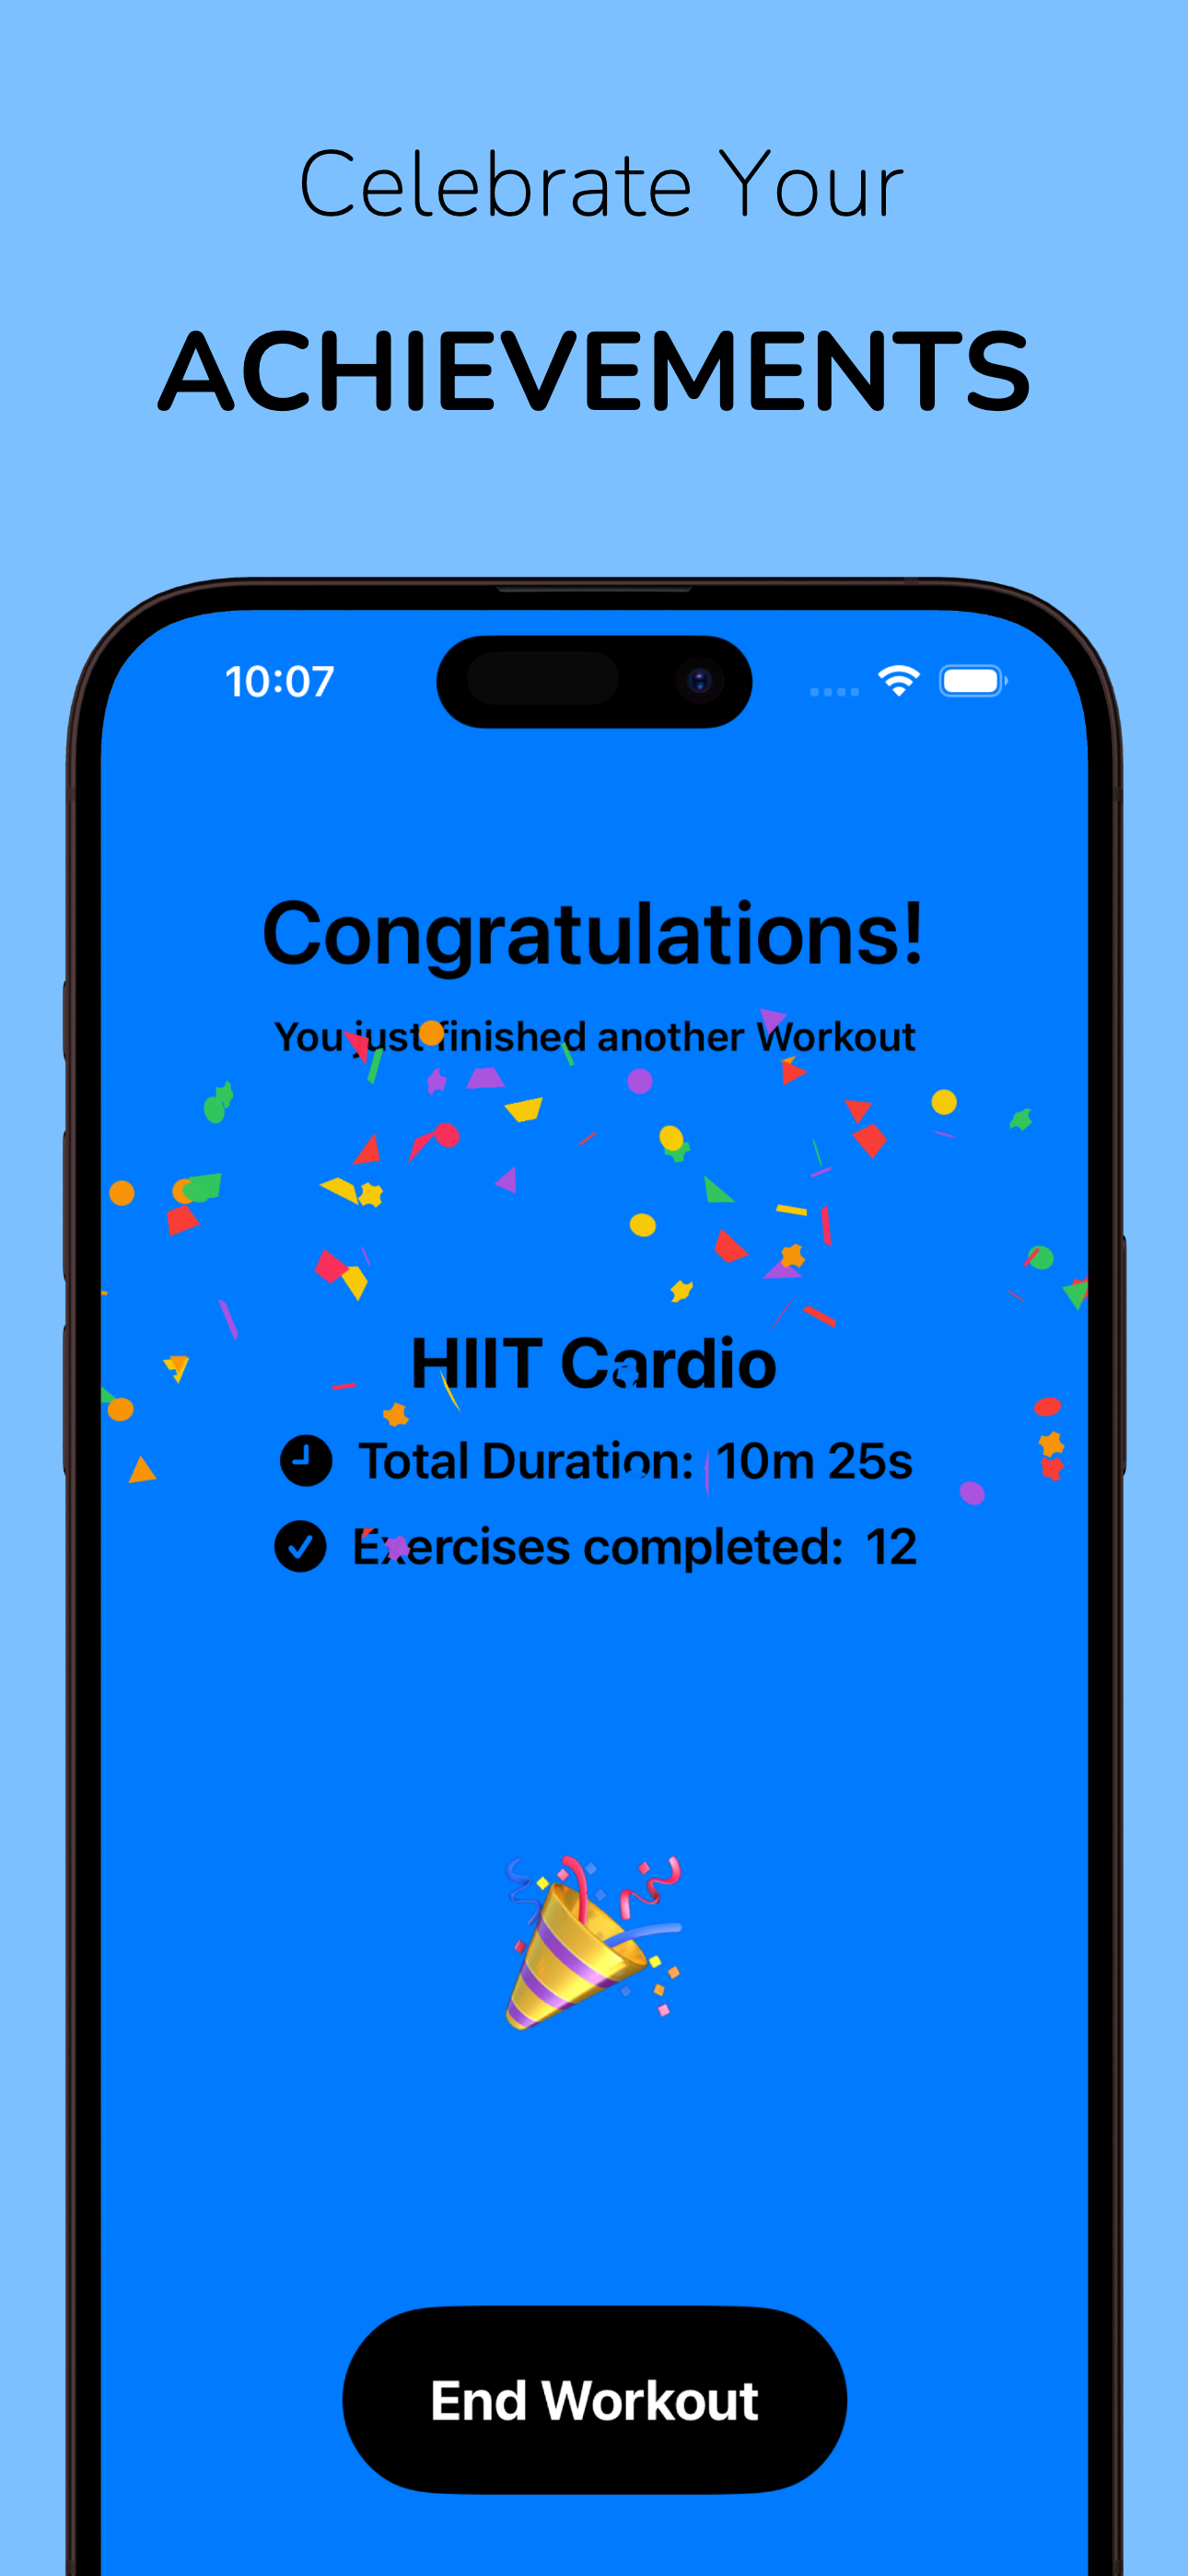 Celebrate Your
ACHIEVEMENTS
10:07
Congratulations!
You just finished another Workout
HIIT Cardio
Total Duration: 10m 25s
Exercises completed: 12
End Workout